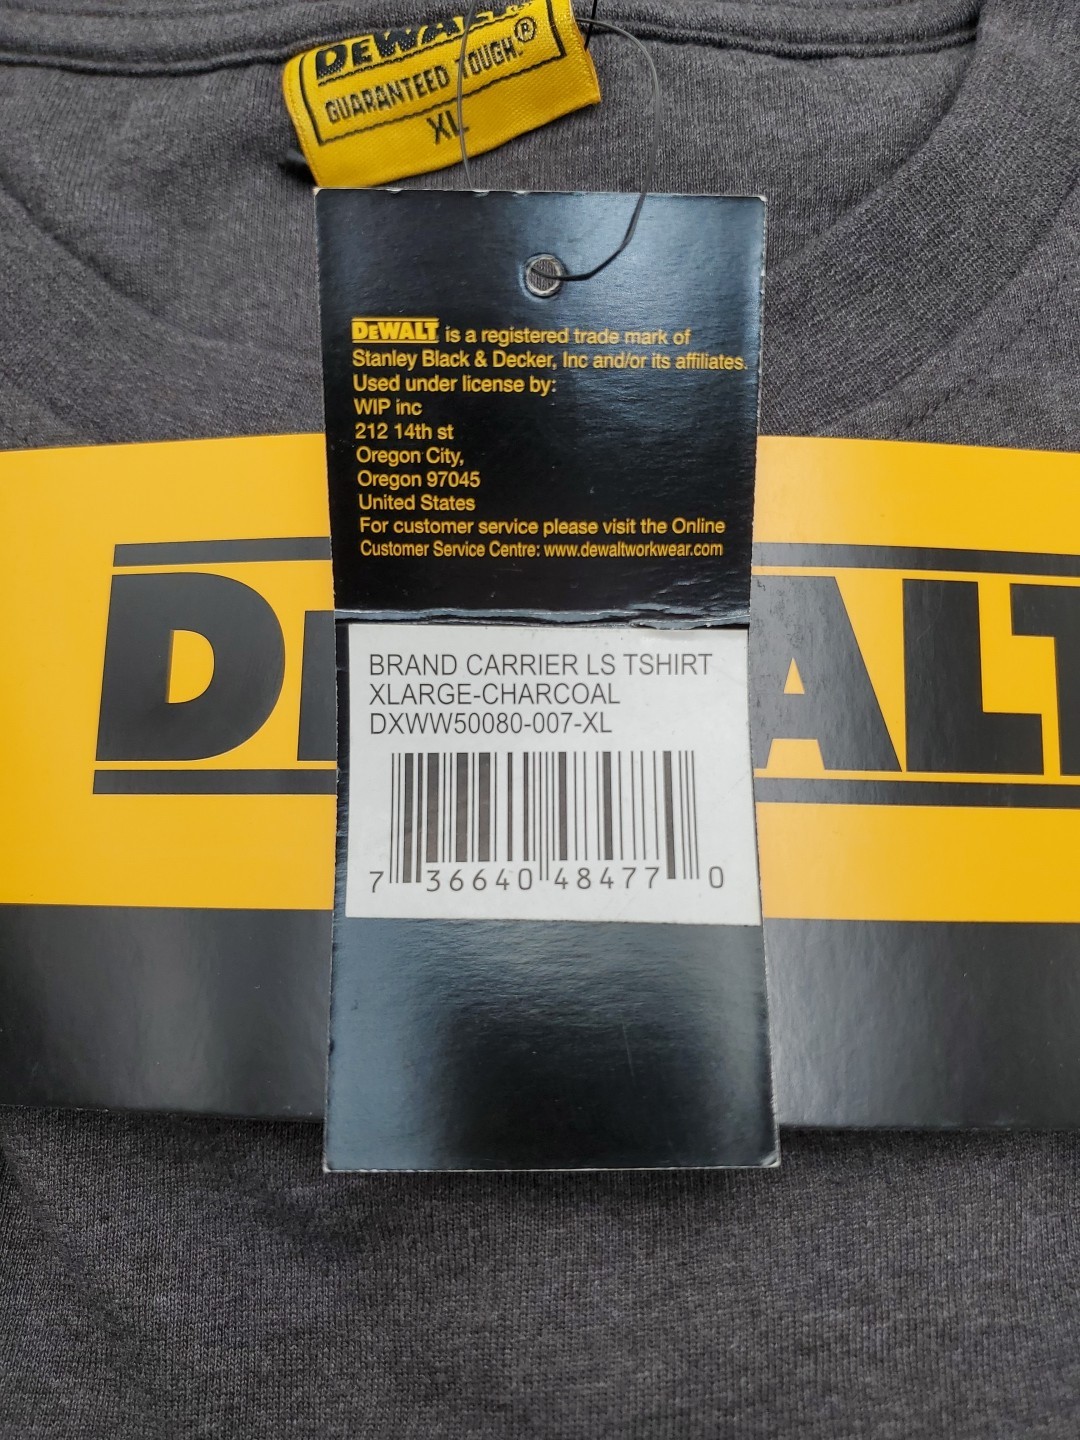 DEWALT
GUARANTEED TOUGH.®
XL
DEWALT is a registered trade mark of
Stanley Black & Decker, Inc and/or its affiliates.
Used under license by:
WIP inc
212 14th st
Oregon City,
Oregon 97045
United States
For customer service please visit the Online
Customer Service Centre: www.dewaltworkwear.com
DEWALT
BRAND CARRIER LS TSHIRT
XLARGE-CHARCOAL
DXWW50080-007-XL
7 36640 48477 0